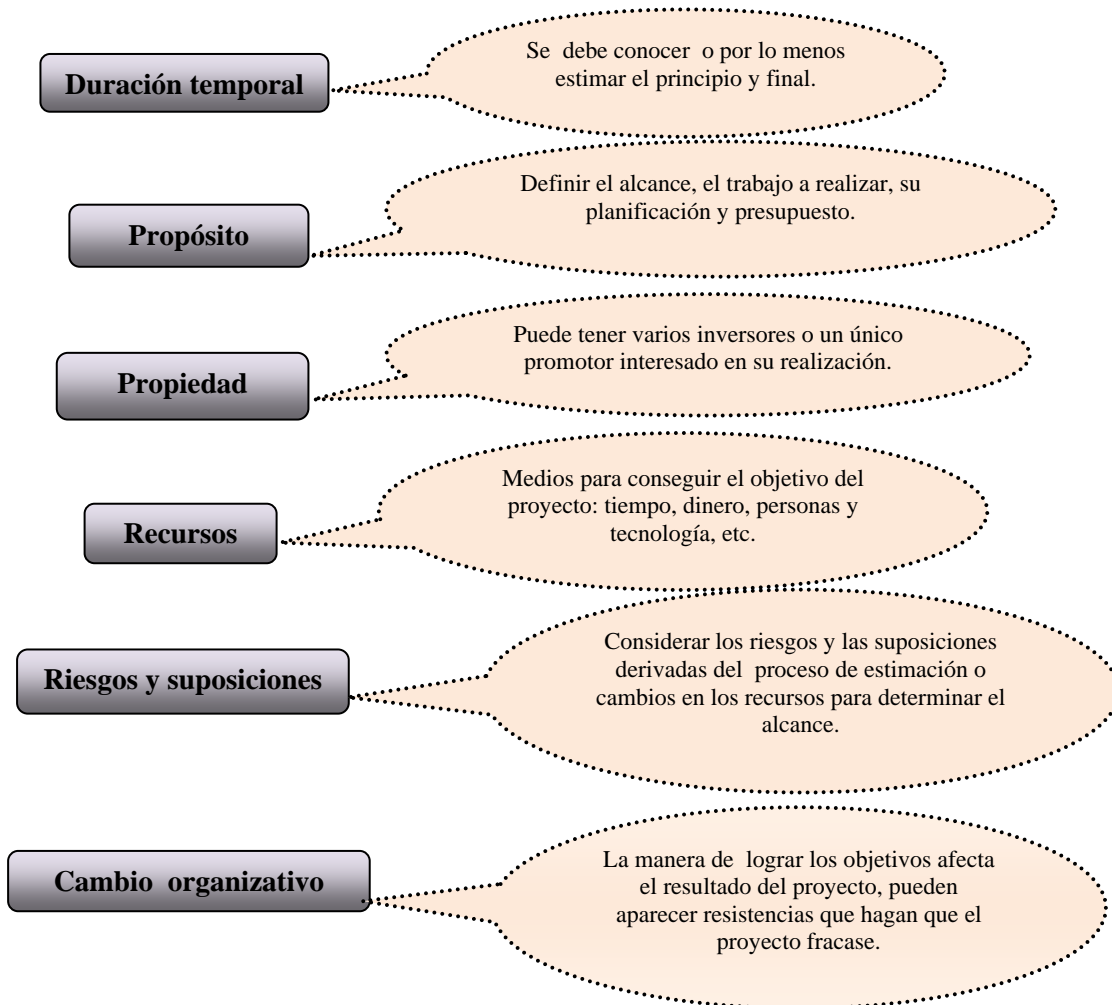 Duración temporal
Se debe conocer o por lo menos
estimar el principio y final.
Propósito
Definir el alcance, el trabajo a realizar, su
planificación y presupuesto.
Propiedad
Puede tener varios inversores o un único
promotor interesado en su realización.
Recursos
Medios para conseguir el objetivo del
proyecto: tiempo, dinero, personas y
tecnología, etc.
Riesgos y suposiciones
Considerar los riesgos y las suposiciones
derivadas del proceso de estimación o
cambios en los recursos para determinar el
alcance.
Cambio organizativo
La manera de lograr los objetivos afecta
el resultado del proyecto, pueden
aparecer resistencias que hagan que el
proyecto fracase.